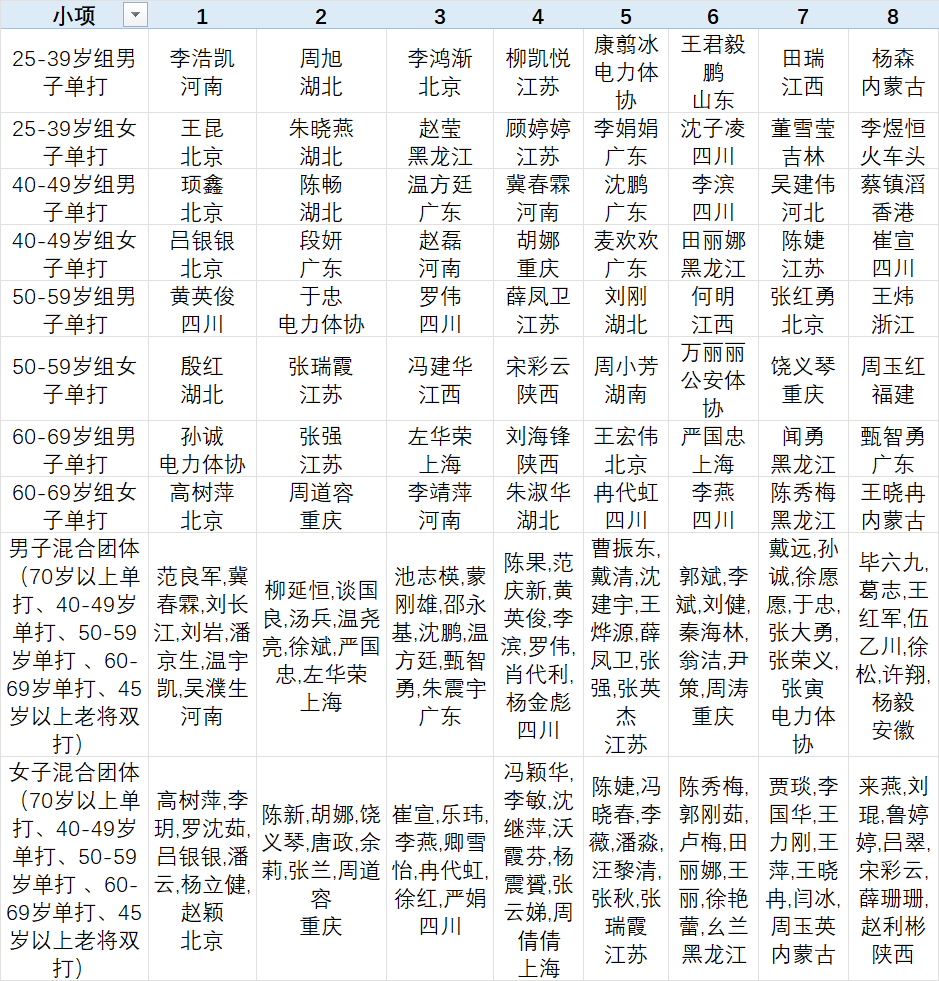 小项 1 2 3 4 5 6 7 8
25-39岁组男子单打 李浩凯 河南 周旭 湖北 李鸿渐 北京 柳凯悦 江苏 康翦冰 电力体协 王君毅鹏 山东 田瑞 江西 杨森 内蒙古
25-39岁组女子单打 王昆 北京 朱晓燕 湖北 赵莹 黑龙江 顾婷婷 江苏 李娟娟 广东 沈子凌 四川 董雪莹 吉林 李煜恒 火车头
40-49岁组男子单打 顼鑫 北京 陈畅 湖北 温方廷 广东 冀春霖 河南 沈鹏 广东 李滨 四川 吴建伟 河北 蔡镇滔 香港
40-49岁组女子单打 吕银银 北京 段妍 广东 赵磊 河南 胡娜 重庆 麦欢欢 广东 田丽娜 黑龙江 陈婕 江苏 崔宣 四川
50-59岁组男子单打 黄英俊 四川 于忠 电力体协 罗伟 四川 薛凤卫 江苏 刘刚 湖北 何明 江西 张红勇 北京 王炜 浙江
50-59岁组女子单打 殷红 湖北 张瑞霞 江苏 冯建华 江西 宋彩云 陕西 周小芳 湖南 万丽丽 公安体协 饶义琴 重庆 周玉红 福建
60-69岁组男子单打 孙诚 电力体协 张强 江苏 左华荣 上海 刘海锋 陕西 王宏伟 北京 严国忠 上海 闻勇 黑龙江 甄智勇 广东
60-69岁组女子单打 高树萍 北京 周道容 重庆 李靖萍 河南 朱淑华 湖北 冉代虹 四川 李燕 四川 陈秀梅 黑龙江 王晓冉 内蒙古
男子混合团体（70岁以上单打、40-49岁单打、50-59岁单打 、60-69岁单打、45岁以上老将双打） 范良军,冀春霖,刘长江,刘岩,潘京生,温宇凯,吴濮生 河南 柳延恒,谈国良,汤兵,温尧亮,徐斌,严国忠,左华荣 上海 池志楧,蒙刚雄,邵永基,沈鹏,温方廷,甄智勇,朱震宇 广东 陈果,范庆新,黄英俊,李滨,罗伟,肖代利,杨金彪 四川 曹振东,戴清,沈建宇,王烨源,薛凤卫,张强,张英杰 江苏 郭斌,李斌,刘健,秦海林,翁洁,尹策,周涛 重庆 戴远,孙诚,徐愿愿,于忠,张大勇,张荣义,张寅 电力体协 毕六九,葛志,王红军,伍乙川,徐松,许翔,杨毅 安徽
女子混合团体（70岁以上单打、40-49岁单打、50-59岁单打 、60-69岁单打、45岁以上老将双打） 高树萍,李玥,罗沈茹,吕银银,潘云,杨立健,赵颖 北京 陈新,胡娜,饶义琴,唐政,余莉,张兰,周道容 重庆 崔宣,乐玮,李燕,卿雪怡,冉代虹,徐红,严娟 四川 冯颖华,李敏,沈继萍,沃霞芬,杨震贇,张云娣,周倩倩 上海 陈婕,冯晓春,李薇,潘淼,汪黎清,张秋,张瑞霞 江苏 陈秀梅,郭刚茹,卢梅,田丽娜,王丽,徐艳蕾,幺兰 黑龙江 贾琰,李国华,王力刚,王萍,王晓冉,闫冰,周玉英 内蒙古 来燕,刘琨,鲁婷婷,吕翠,宋彩云,薛珊珊,赵利彬 陕西